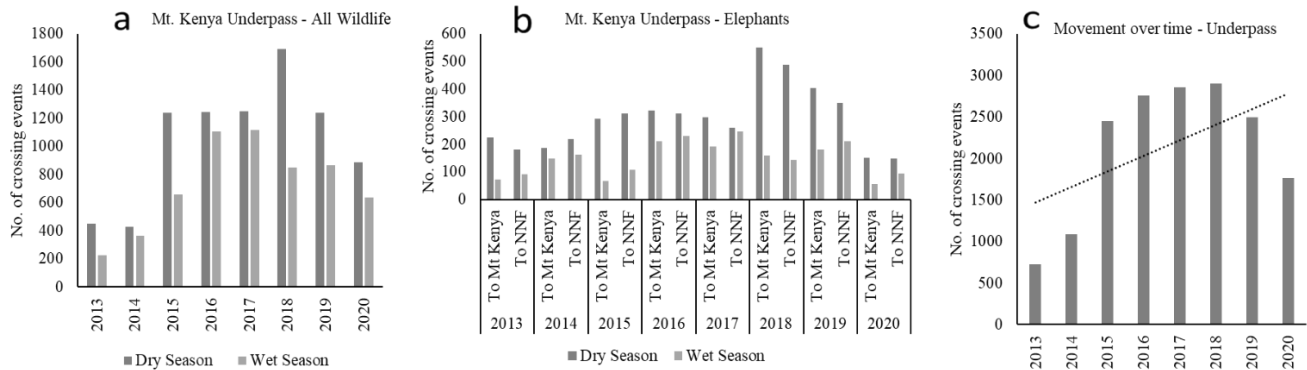 a
Mt. Kenya Underpass - All Wildlife
No. of crossing events
1800
1600
1400
1200
1000
800
600
400
200
0
2013
2014
2015
2016
2017
2018
2019
2020
Dry Season
Wet Season
b
Mt. Kenya Underpass - Elephants
No. of crossing events
600
500
400
300
200
100
0
To Mt Kenya
To NNF
To Mt Kenya
To NNF
To Mt Kenya
To NNF
To Mt Kenya
To NNF
To Mt Kenya
To NNF
To Mt Kenya
To NNF
To Mt Kenya
To NNF
To Mt Kenya
To NNF
2013
2014
2015
2016
2017
2018
2019
2020
Dry Season
Wet Season
c
Movement over time - Underpass
No. of crossing events
3500
3000
2500
2000
1500
1000
500
0
2013
2014
2015
2016
2017
2018
2019
2020